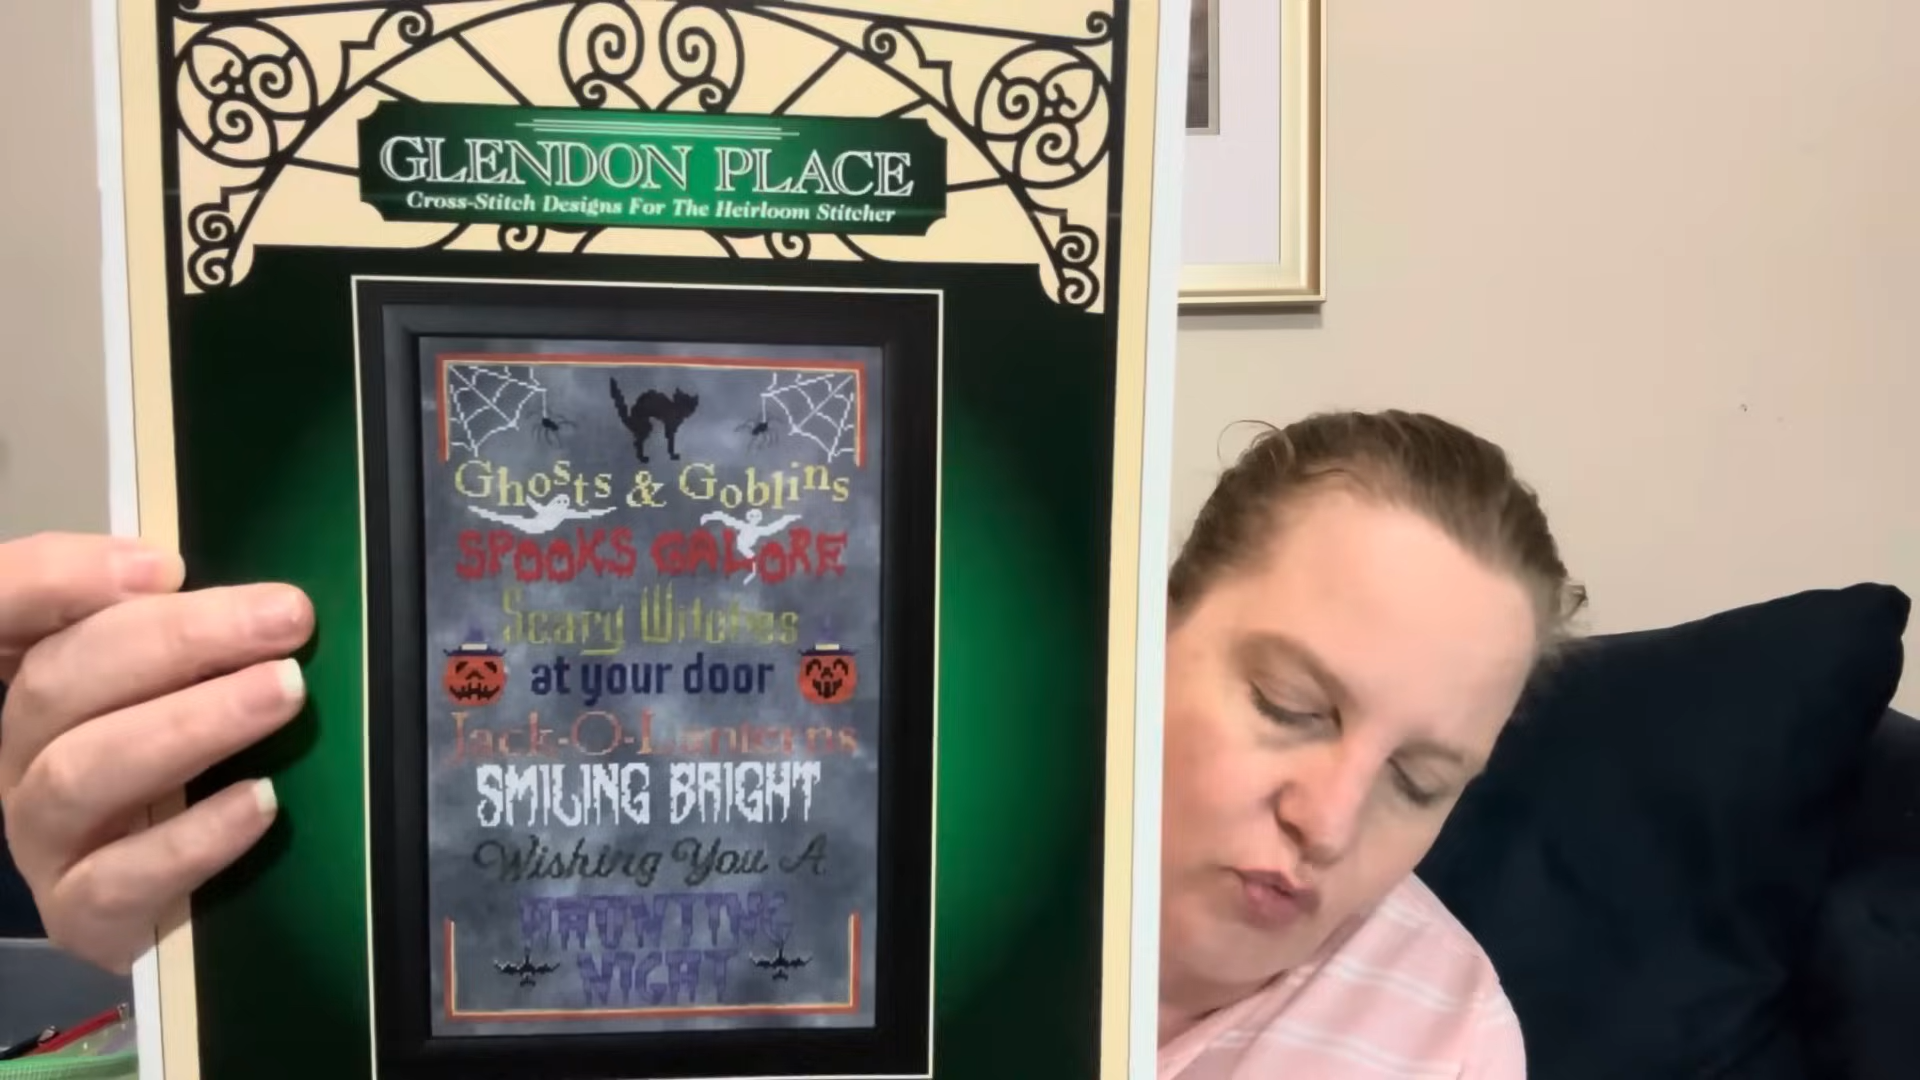 GLENDON PLACE
Cross-Stitch Designs For The Heirloom Stitcher
Ghosts & Goblins
SPOOKS GALORE
Scary Witches
at your door
Jack-O-Lanterns
SMILING BRIGHT
Wishing You A
HAUNTING
NIGHT